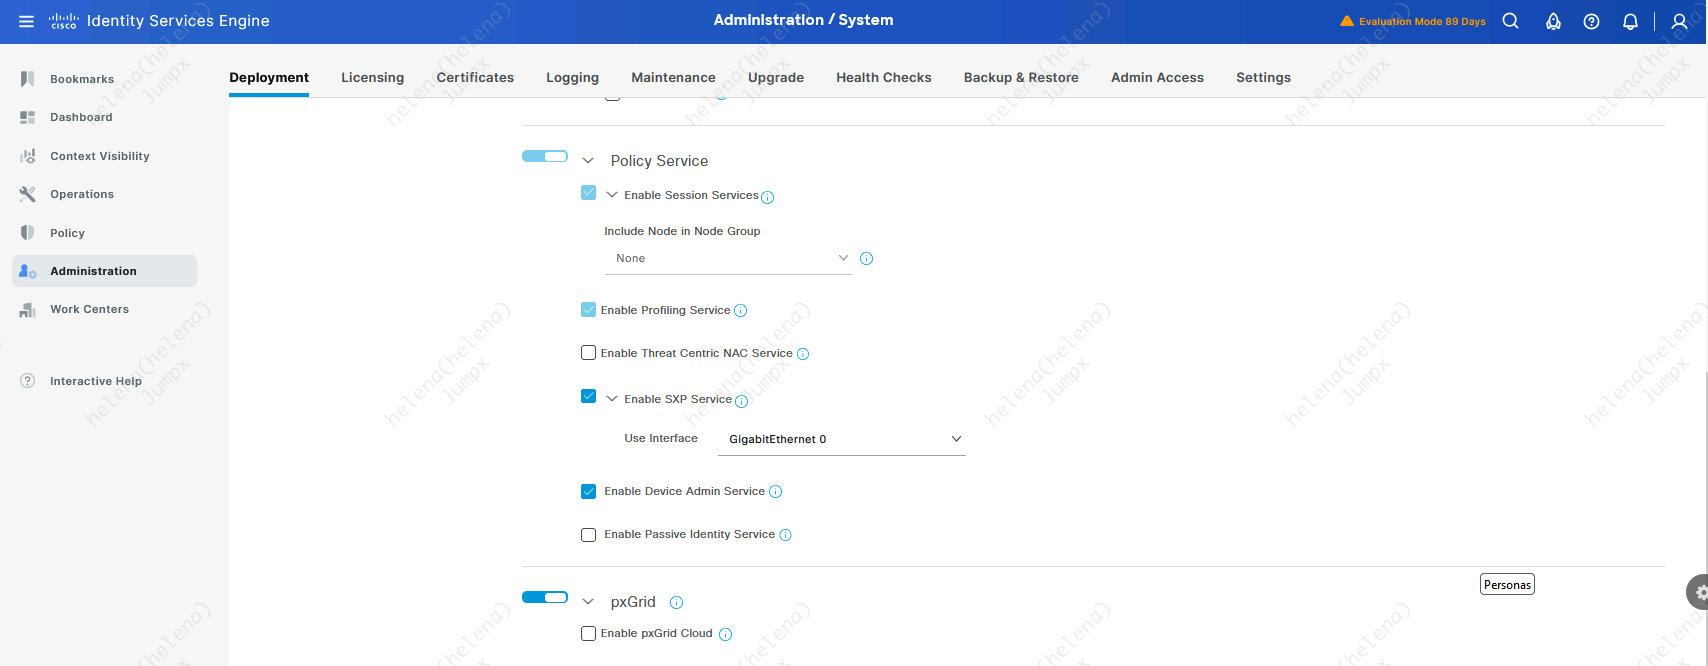 cisco Identity Services Engine
Administration / System
Evaluation Mode 89 Days
Bookmarks
Dashboard
Context Visibility
Operations
Policy
Administration
Work Centers
Interactive Help
Deployment Licensing Certificates Logging Maintenance Upgrade Health Checks Backup & Restore Admin Access Settings
Policy Service
Enable Session Services
Include Node in Node Group
None
Enable Profiling Service
Enable Threat Centric NAC Service
Enable SXP Service
Use Interface GigabitEthernet 0
Enable Device Admin Service
Enable Passive Identity Service
Personas
pxGrid
Enable pxGrid Cloud
helena(helena)
Jumpx